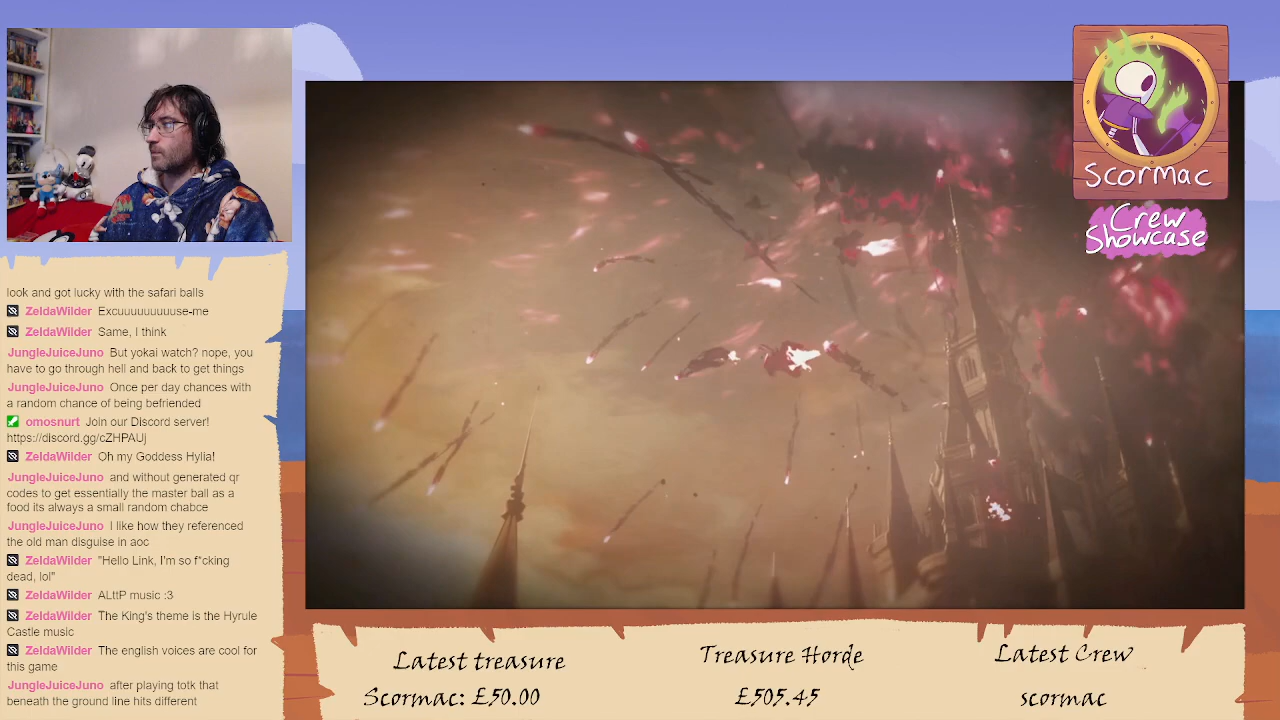 look and got lucky with the safari balls
ZeldaWilder Excuuuuuuuuuse-me
ZeldaWilder Same, I think
JungleJuiceJuno But yokai watch? nope, you
have to go through hell and back to get things
JungleJuiceJuno Once per day chances with
a random chance of being befriended
omosnurt Join our Discord server!
https://discord.gg/cZHPAUj
ZeldaWilder Oh my Goddess Hylia!
JungleJuiceJuno and without generated qr
codes to get essentially the master ball as a
food its always a small random chabce
JungleJuiceJuno I like how they referenced
the old man disguise in aoc
ZeldaWilder "Hello Link, I'm so f*cking
dead, lol"
ZeldaWilder ALttP music :3
ZeldaWilder The King's theme is the Hyrule
Castle music
ZeldaWilder The english voices are cool for
this game
JungleJuiceJuno after playing totk that
beneath the ground line hits different
Scormac
Crew
Showcase
Latest treasure
Scormac: £50.00
Treasure Horde
£505.45
Latest Crew
scormac